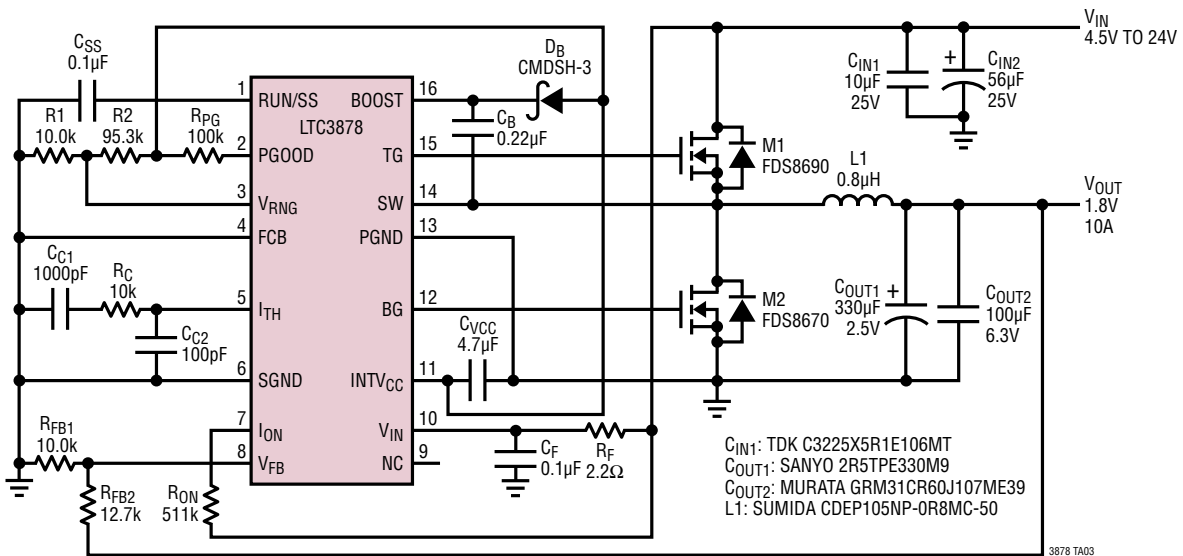 V_IN
4.5V TO 24V
C_SS
0.1µF
D_B
CMDSH-3
C_IN1
10µF
25V
+
C_IN2
56µF
25V
1
RUN/SS
BOOST
16
LTC3878
R1
10.0k
R2
95.3k
R_PG
100k
C_B
0.22µF
2
PGOOD
TG
15
M1
FDS8690
L1
0.8µH
3
V_RNG
SW
14
V_OUT
1.8V
10A
4
FCB
PGND
13
C_C1
1000pF
R_C
10k
5
I_TH
BG
12
M2
FDS8670
C_OUT1
330µF
2.5V
+
C_OUT2
100µF
6.3V
C_C2
100pF
C_VCC
4.7µF
6
SGND
INTV_CC
11
R_FB1
10.0k
7
I_ON
V_IN
10
8
V_FB
NC
9
C_F
0.1µF
R_F
2.2Ω
R_FB2
12.7k
R_ON
511k
C_IN1: TDK C3225X5R1E106MT
C_OUT1: SANYO 2R5TPE330M9
C_OUT2: MURATA GRM31CR60J107ME39
L1: SUMIDA CDEP105NP-0R8MC-50
3878 TA03